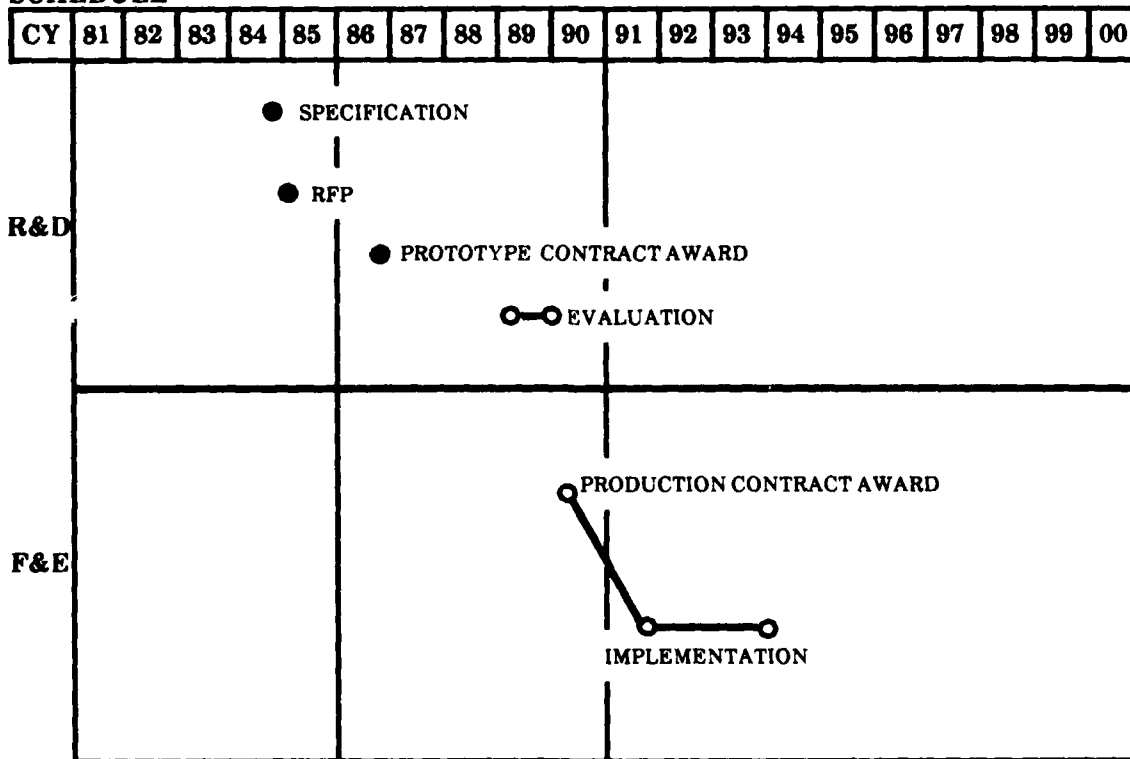 SCHEDULE
CY 81 82 83 84 85 86 87 88 89 90 91 92 93 94 95 96 97 98 99 00
SPECIFICATION
RFP
R&D
PROTOTYPE CONTRACT AWARD
EVALUATION
PRODUCTION CONTRACT AWARD
F&E
IMPLEMENTATION